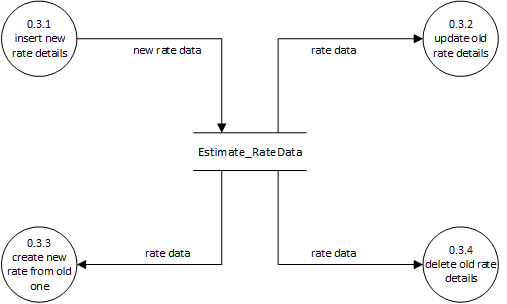 0.3.1
insert new
rate details
new rate data
rate data
0.3.2
update old
rate details
Estimate_RateData
0.3.3
create new
rate from old
one
rate data
rate data
0.3.4
delete old rate
details